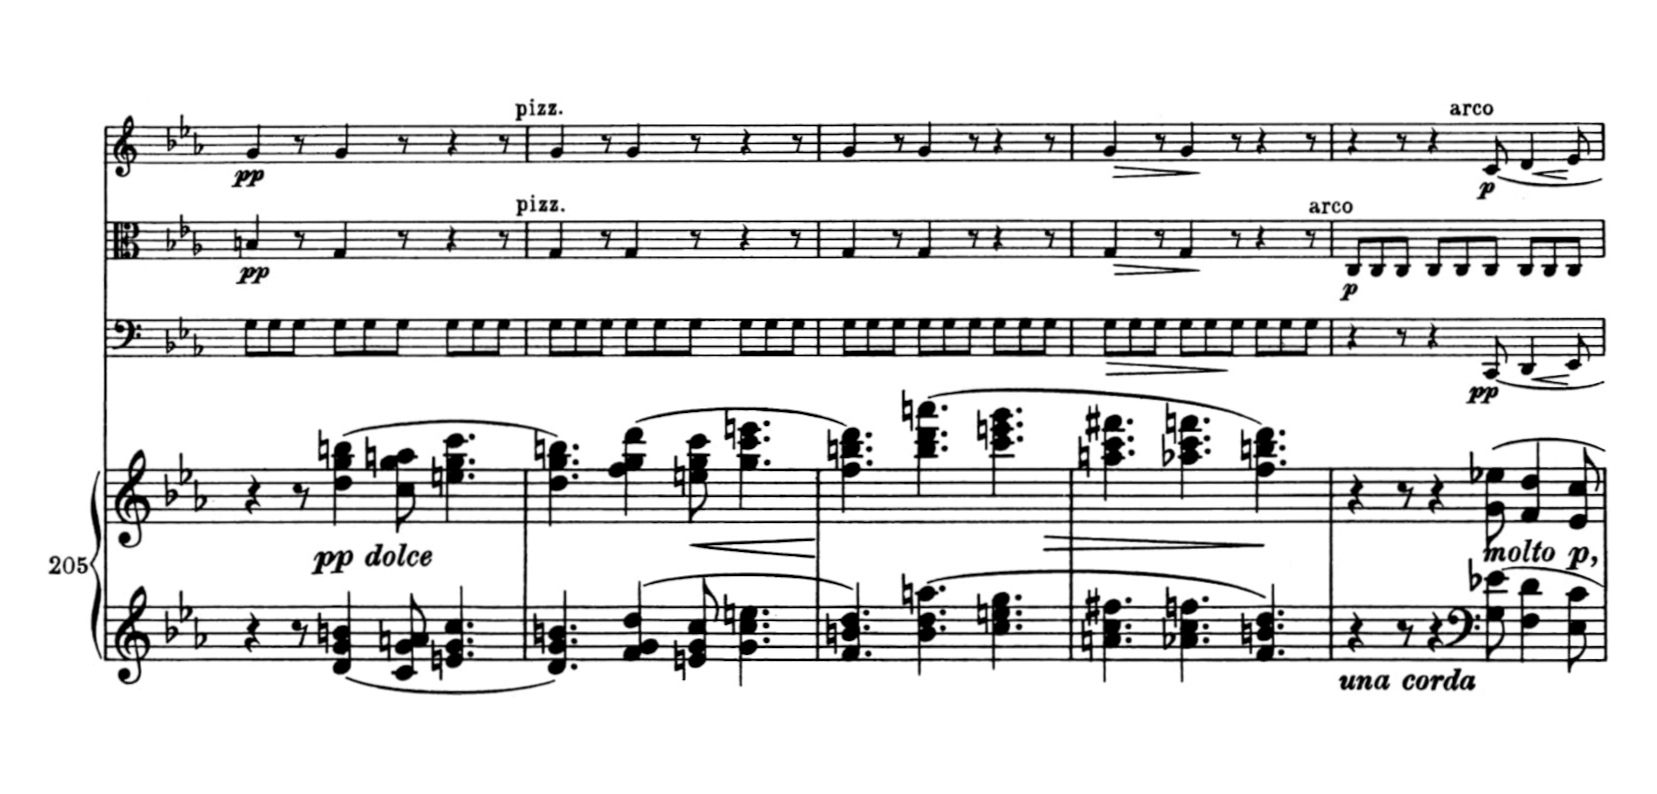 pizz. arco
pp p
pizz. arco
pp p
pp
205 pp dolce molto p,
una corda